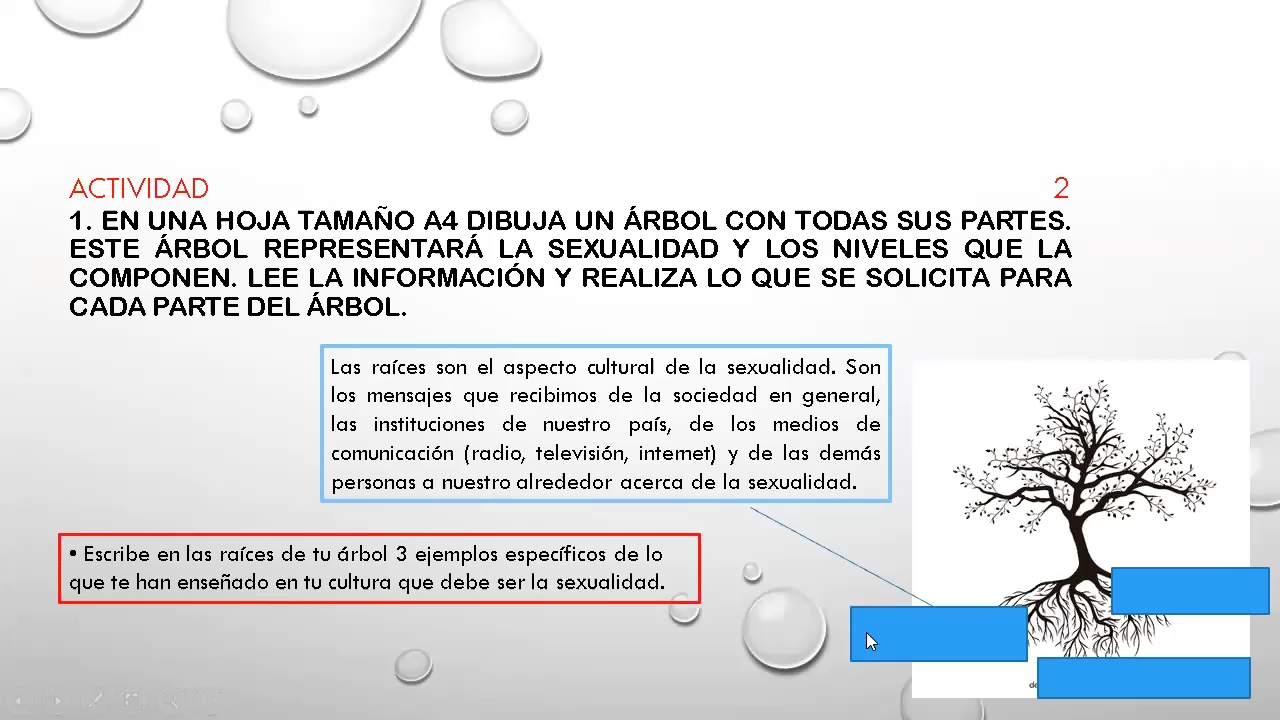 ACTIVIDAD 2
1. EN UNA HOJA TAMAÑO A4 DIBUJA UN ÁRBOL CON TODAS SUS PARTES.
ESTE ÁRBOL REPRESENTARÁ LA SEXUALIDAD Y LOS NIVELES QUE LA
COMPONEN. LEE LA INFORMACIÓN Y REALIZA LO QUE SE SOLICITA PARA
CADA PARTE DEL ÁRBOL.
Las raíces son el aspecto cultural de la sexualidad. Son
los mensajes que recibimos de la sociedad en general,
las instituciones de nuestro país, de los medios de
comunicación (radio, televisión, internet) y de las demás
personas a nuestro alrededor acerca de la sexualidad.
• Escribe en las raíces de tu árbol 3 ejemplos específicos de lo
que te han enseñado en tu cultura que debe ser la sexualidad.